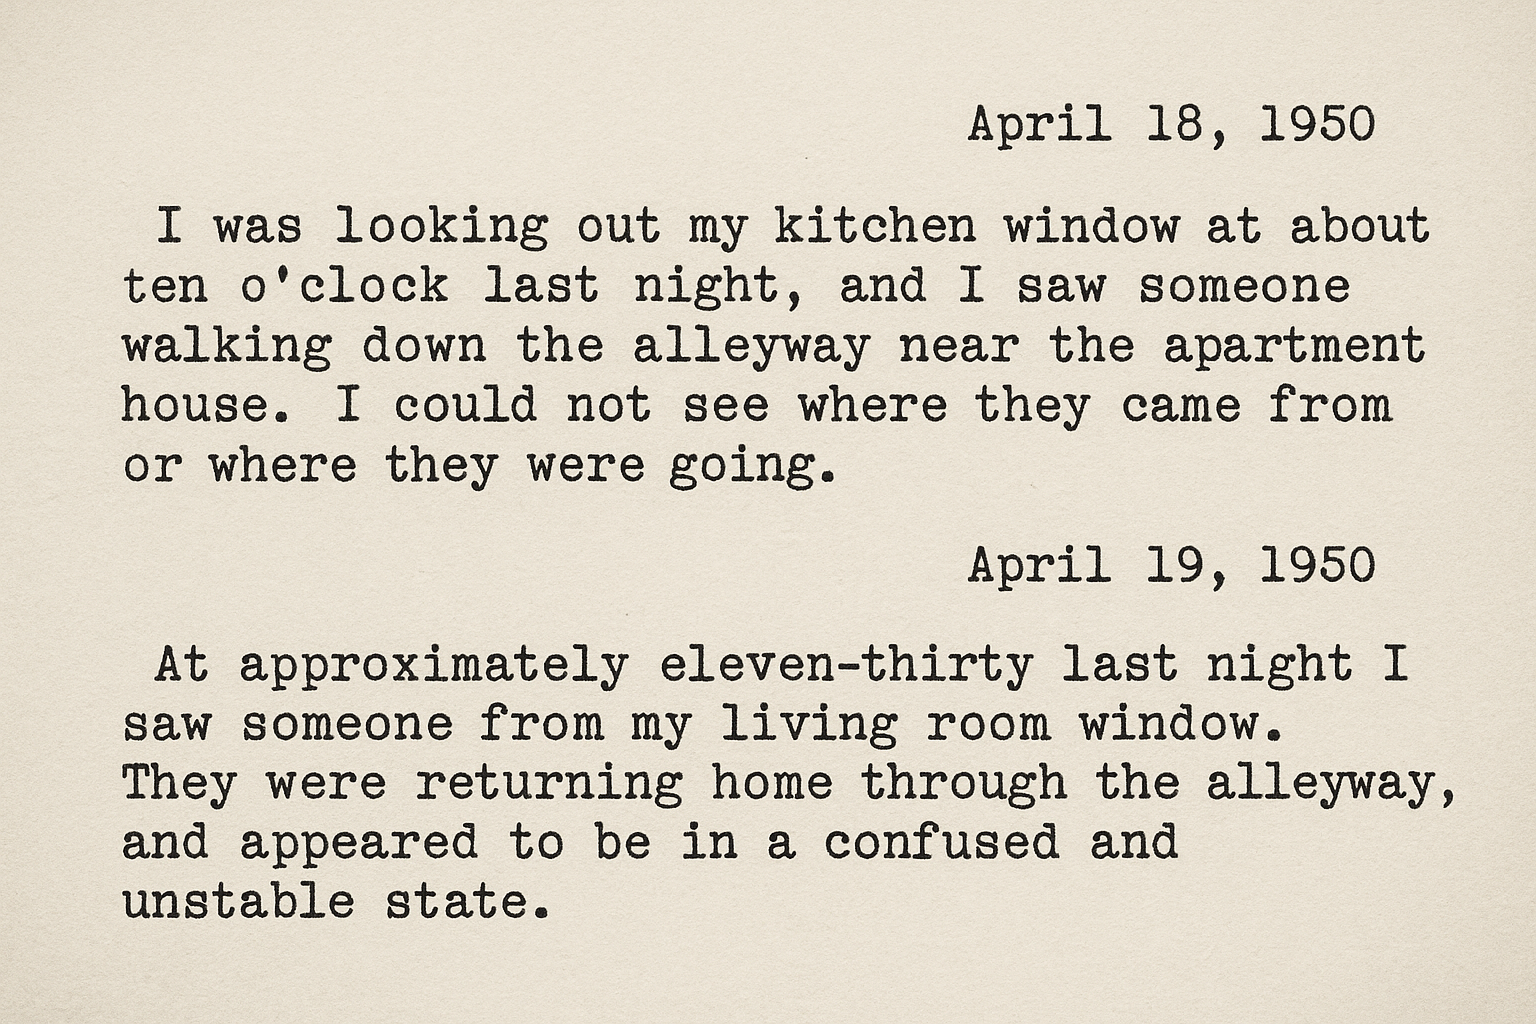 April 18, 1950
I was looking out my kitchen window at about
ten o'clock last night, and I saw someone
walking down the alleyway near the apartment
house. I could not see where they came from
or where they were going.
April 19, 1950
At approximately eleven-thirty last night I
saw someone from my living room window.
They were returning home through the alleyway,
and appeared to be in a confused and
unstable state.